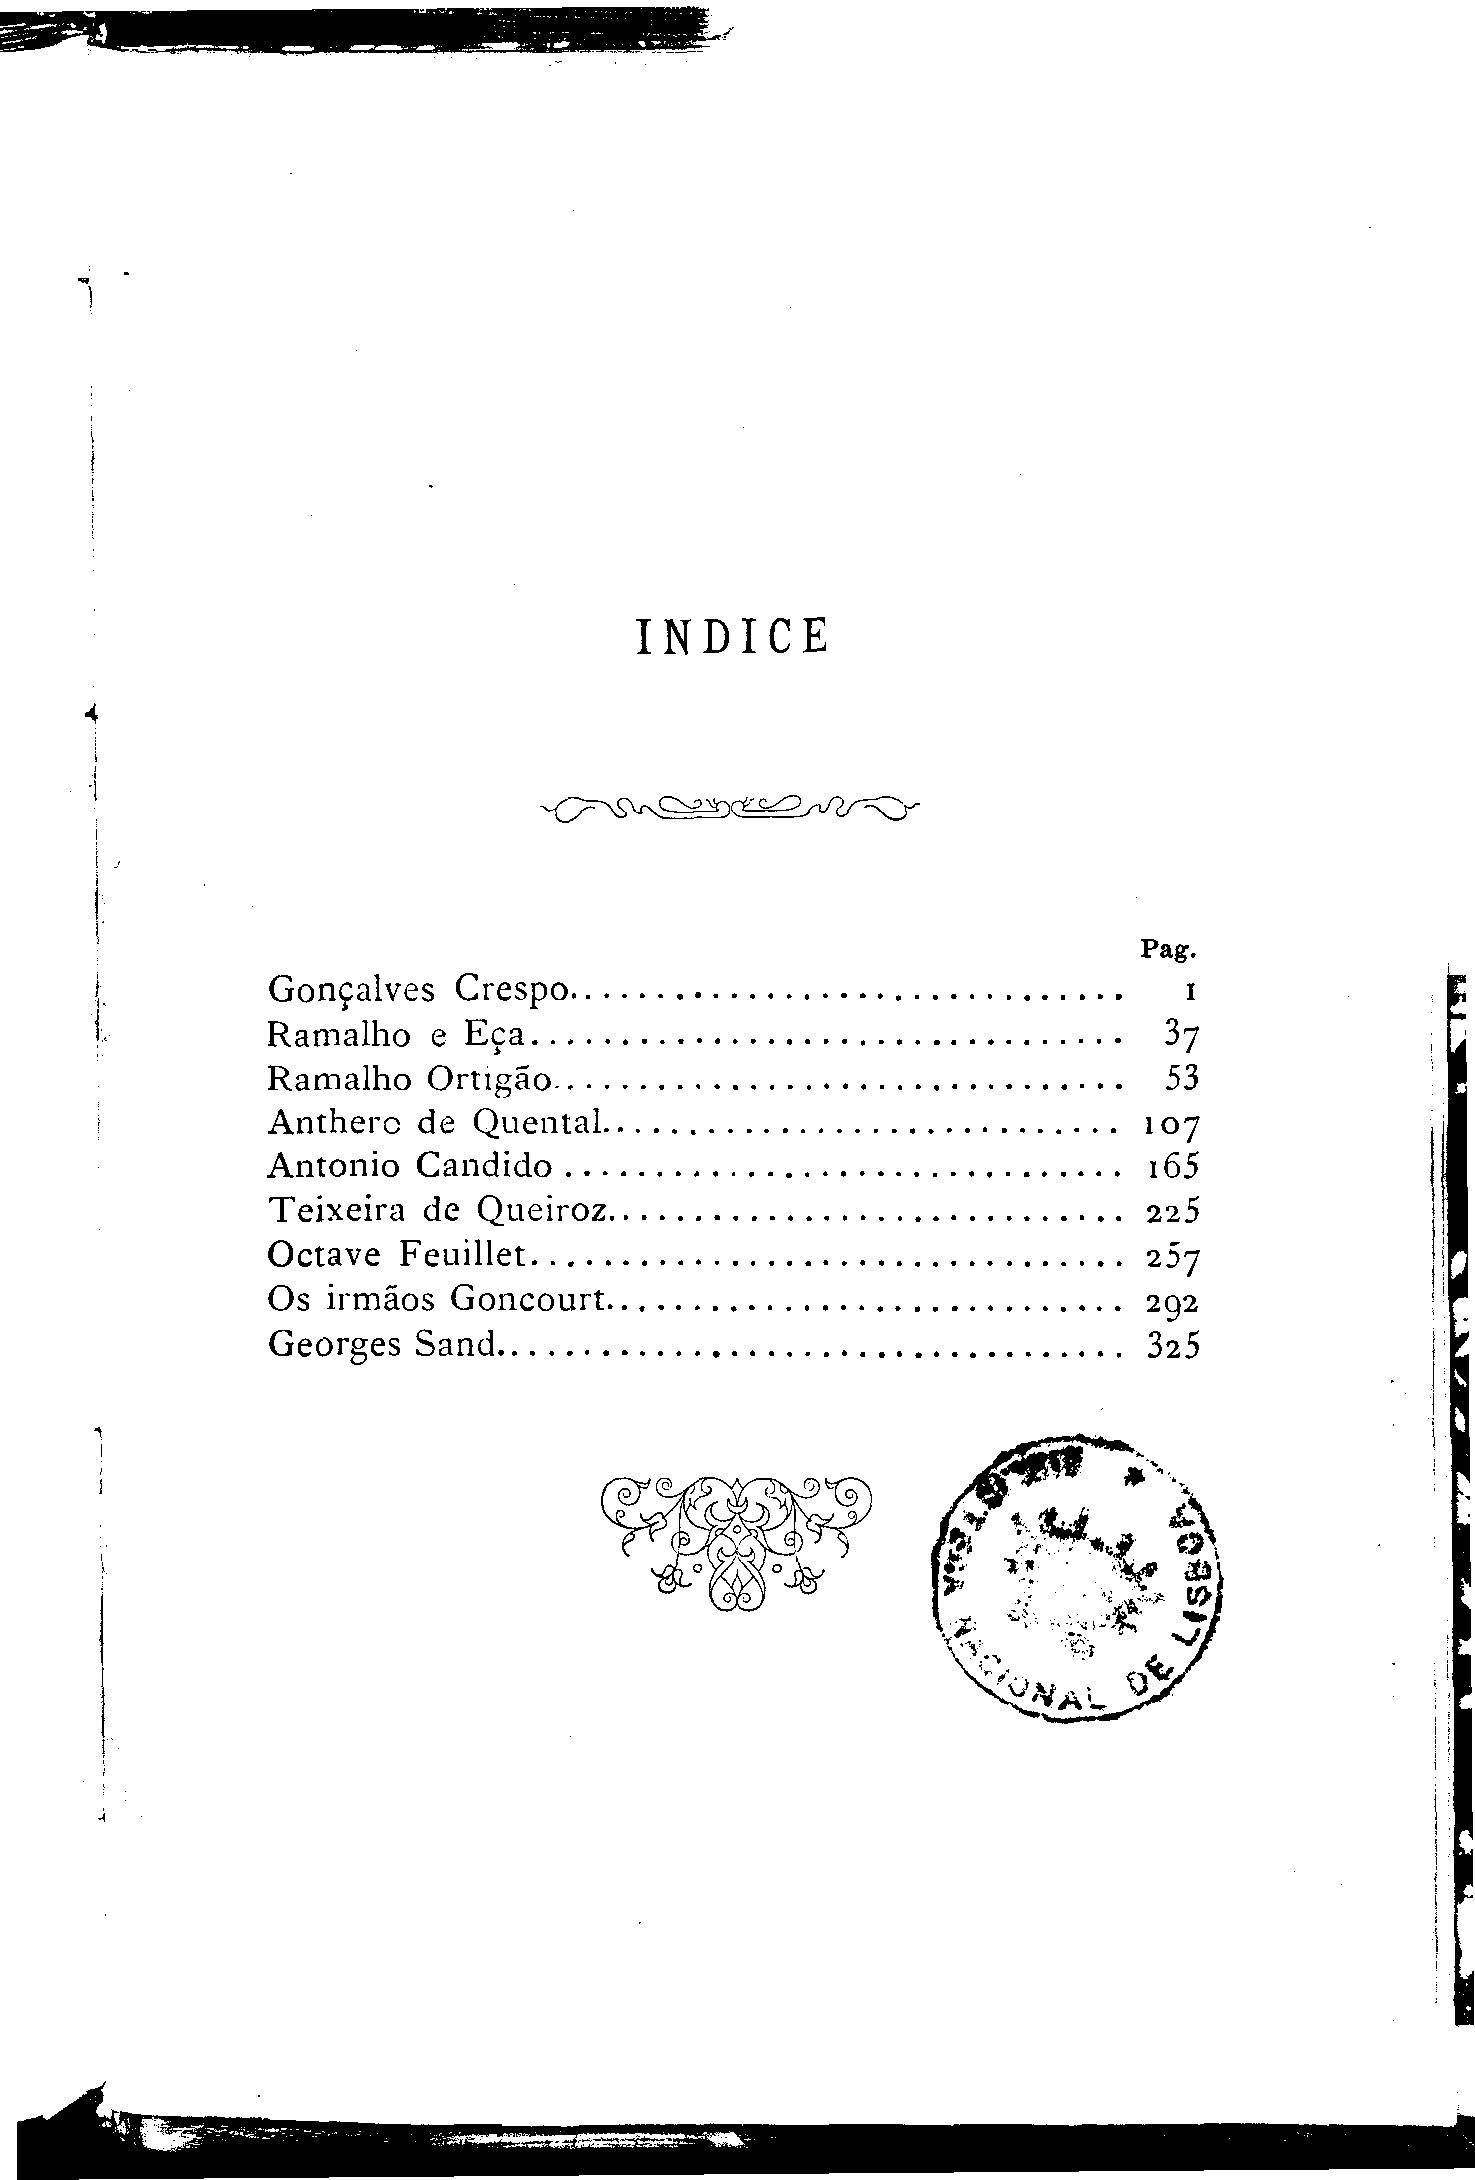 INDICE
Pag.
Gonçalves Crespo................................ 1
Ramalho e Eça................................. 37
Ramalho Ortigão................................ 53
Anthero de Quental............................. 107
Antonio Candido ............................... 165
Teixeira de Queiroz............................. 225
Octave Feuillet................................. 257
Os irmãos Goncourt............................. 292
Georges Sand................................... 325
NACIONAL DE LISBOA